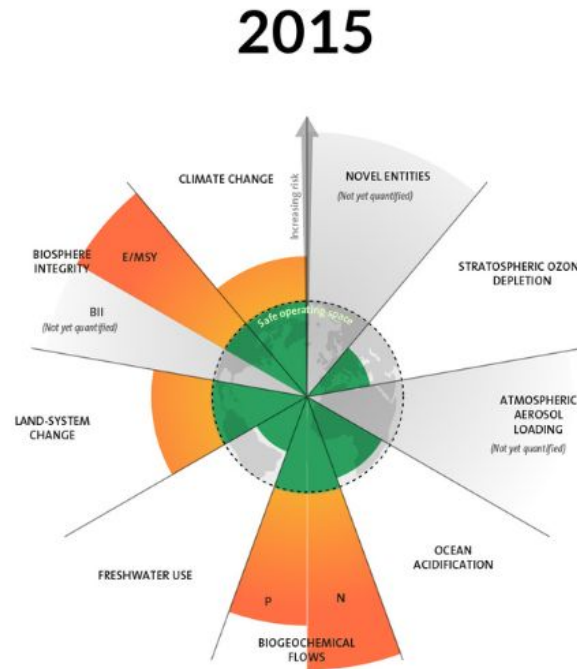 2015
CLIMATE CHANGE
Increasing risk
NOVEL ENTITIES
(Not yet quantified)
BIOSPHERE
INTEGRITY
E/MSY
BII
(Not yet quantified)
STRATOSPHERIC OZON
DEPLETION
Safe operating space
ATMOSPHERIC
AEROSOL
LOADING
(Not yet quantified)
LAND-SYSTEM
CHANGE
OCEAN
ACIDIFICATION
FRESHWATER USE
P
N
BIOGEOCHEMICAL
FLOWS